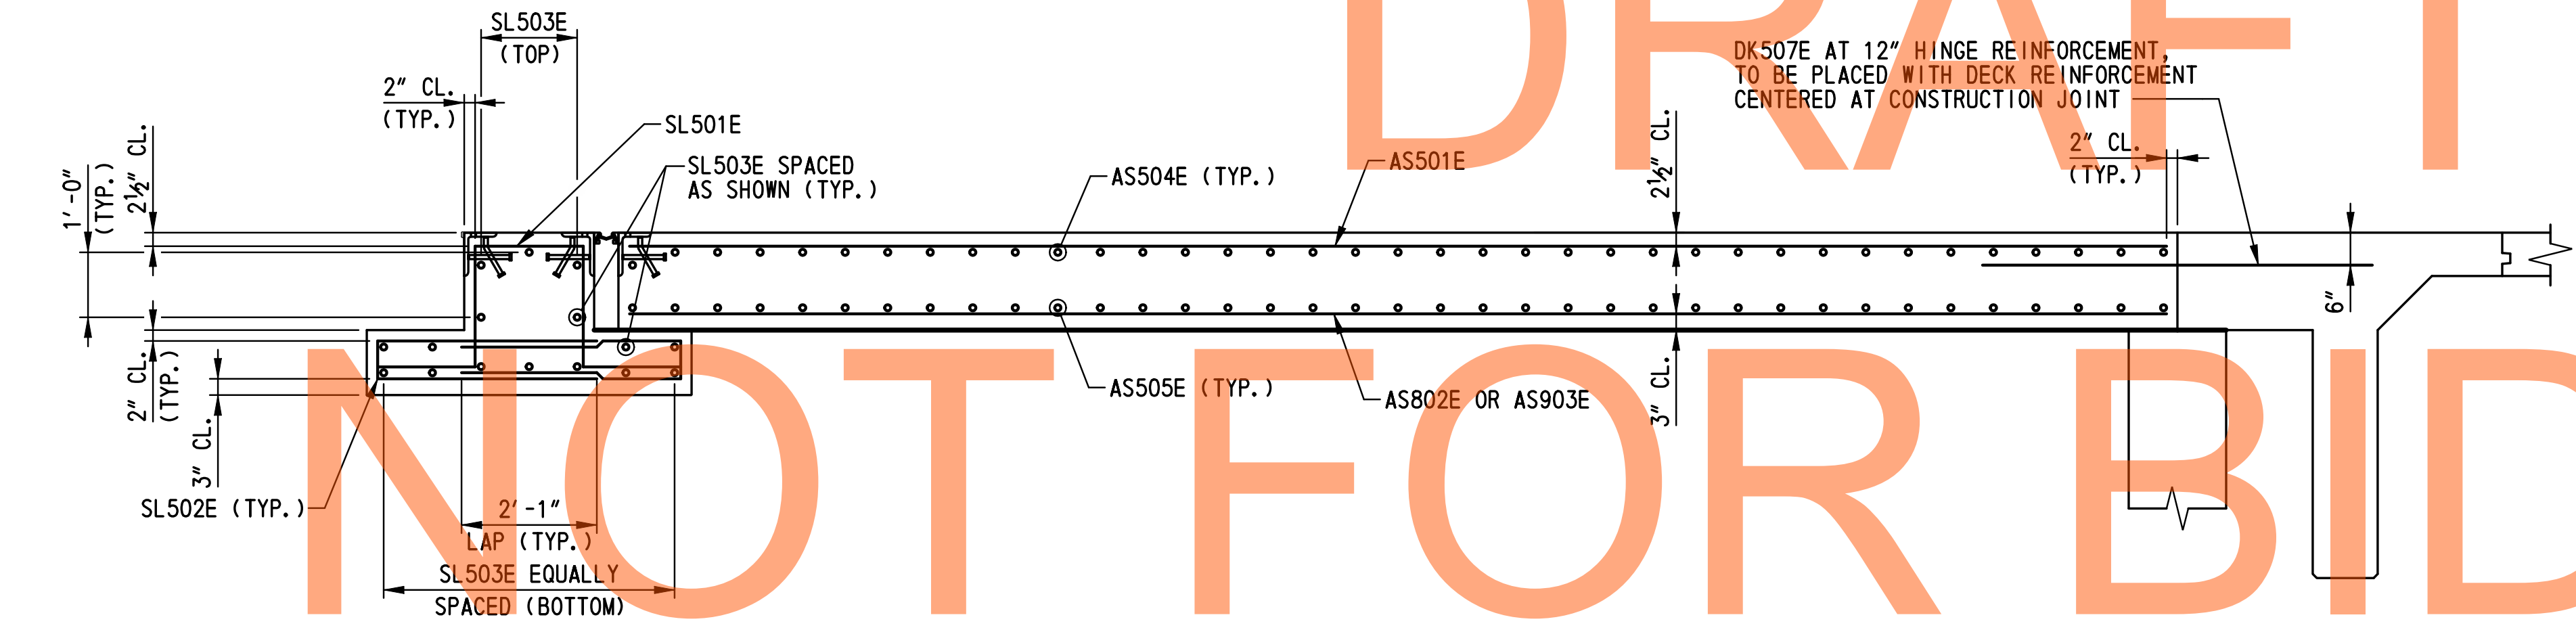 SL503E
(TOP)
2" CL.
(TYP.)
SL501E
SL503E SPACED
AS SHOWN (TYP.)
1'-0"
(TYP.)
2½" CL.
AS504E (TYP.)
AS501E
2½" CL.
DK507E AT 12" HINGE REINFORCEMENT,
TO BE PLACED WITH DECK REINFORCEMENT
CENTERED AT CONSTRUCTION JOINT
2" CL.
(TYP.)
6"
2" CL.
(TYP.)
3" CL.
SL502E (TYP.)
2'-1"
LAP (TYP.)
SL503E EQUALLY
SPACED (BOTTOM)
AS505E (TYP.)
AS802E OR AS903E
3" CL.
DRAFT
NOT FOR BID